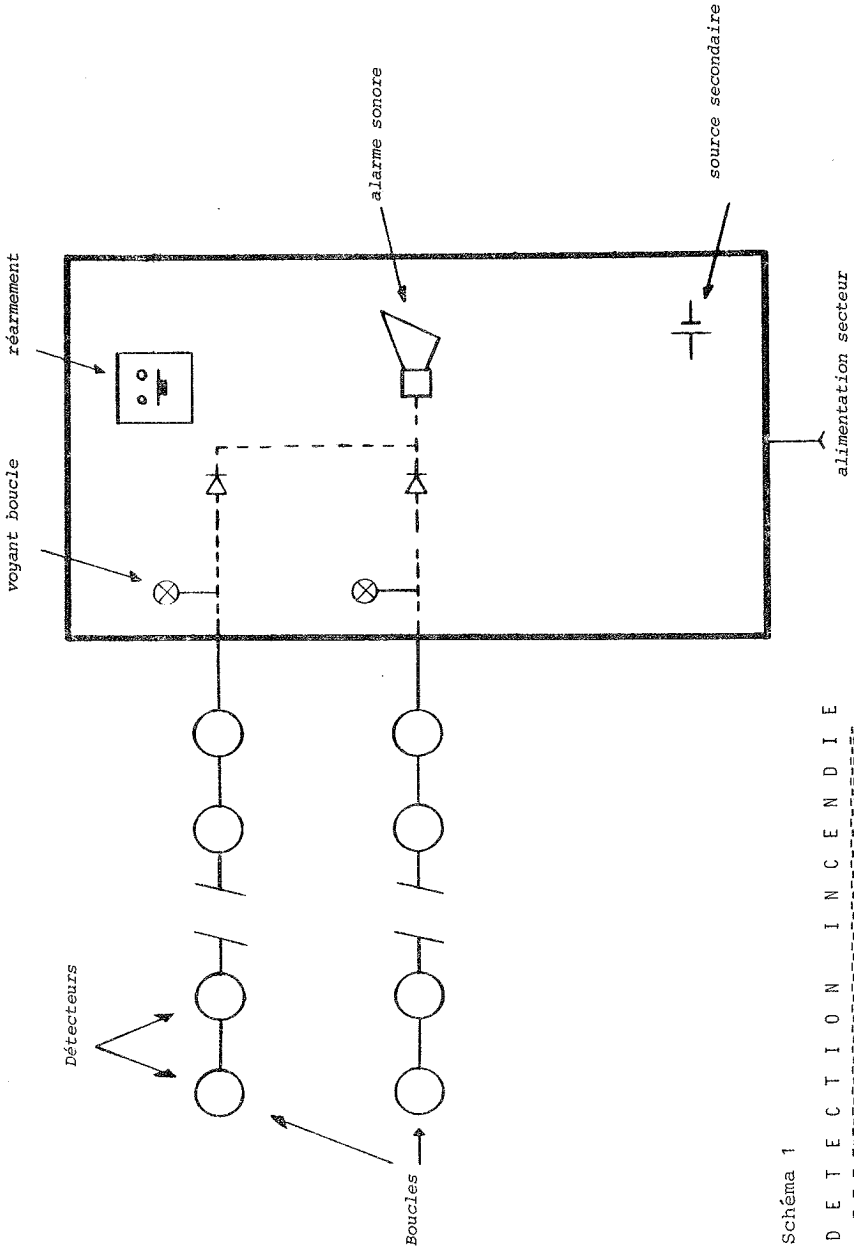 réarmement
voyant boucle
Détecteurs
alarme sonore
source secondaire
Boucles
alimentation secteur
Schéma 1
DETECTION INCENDIE